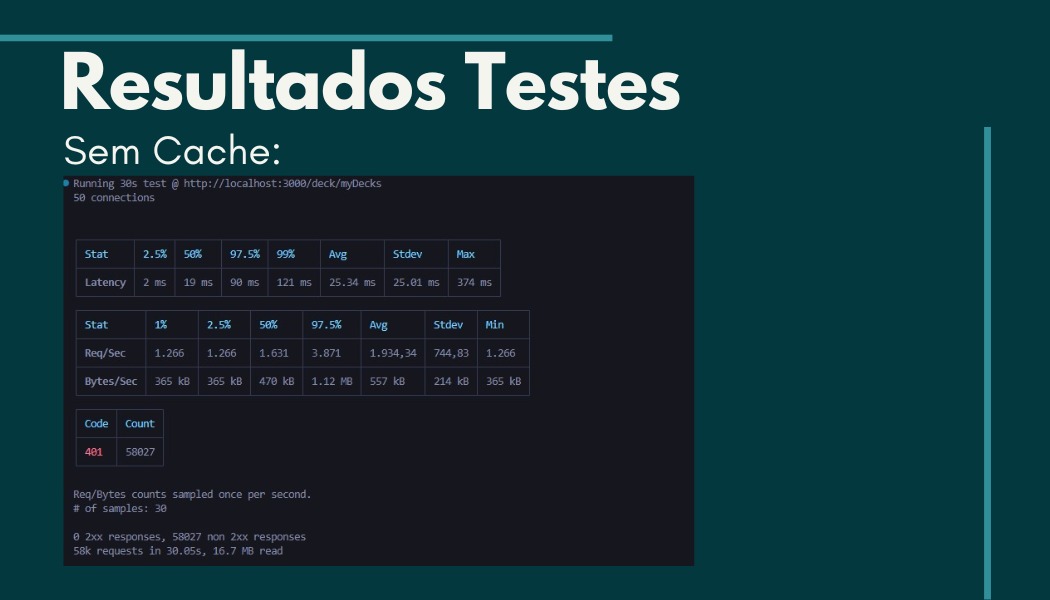 Resultados Testes
Sem Cache:
Running 30s test @ http://localhost:3000/deck/myDecks
50 connections
Stat 2.5% 50% 97.5% 99% Avg Stdev Max
Latency 2 ms 19 ms 90 ms 121 ms 25.34 ms 25.01 ms 374 ms
Stat 1% 2.5% 50% 97.5% Avg Stdev Min
Req/Sec 1.266 1.266 1.631 3.871 1.934,34 744,83 1.266
Bytes/Sec 365 kB 365 kB 470 kB 1.12 MB 557 kB 214 kB 365 kB
Code Count
401 58027
Req/Bytes counts sampled once per second.
# of samples: 30
0 2xx responses, 58027 non 2xx responses
58k requests in 30.05s, 16.7 MB read